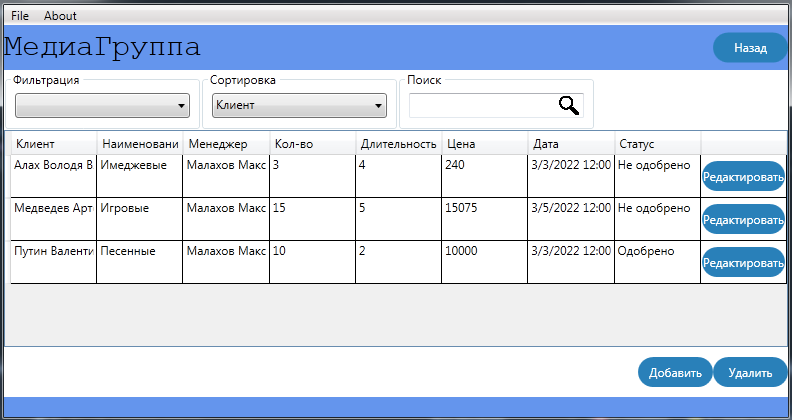 File About
МедиаГруппа
Назад
Фильтрация Сортировка Поиск
Клиент
Клиент Наименовани Менеджер Кол-во Длительность Цена Дата Статус
Алах Володя В Имеджевые Малахов Макс 3 4 240 3/3/2022 12:00 Не одобрено Редактировать
Медведев Арт Игровые Малахов Макс 15 5 15075 3/5/2022 12:00 Не одобрено Редактировать
Путин Валенти Песенные Малахов Макс 10 2 10000 3/3/2022 12:00 Одобрено Редактировать
Добавить Удалить